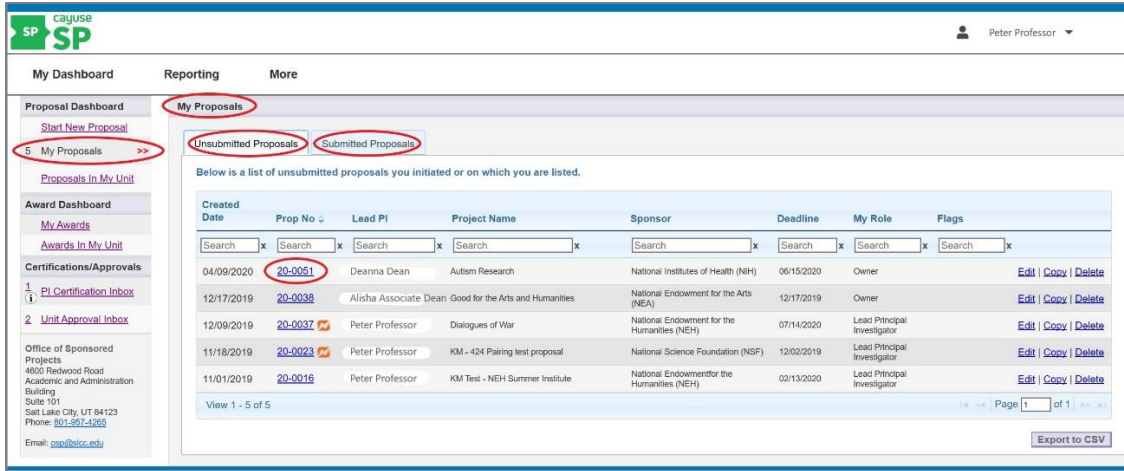 cayuse
SP SP
Peter Professor
My Dashboard Reporting More
Proposal Dashboard
Start New Proposal
5 My Proposals >>
Proposals In My Unit
Award Dashboard
My Awards
Awards In My Unit
Certifications/Approvals
1 PI Certification Inbox
2 Unit Approval Inbox
Office of Sponsored
Projects
4600 Redwood Road
Academic and Administration
Building
Suite 101
Salt Lake City, UT 84123
Phone: 801-957-4265
Email: osp@slcc.edu
My Proposals
Unsubmitted Proposals Submitted Proposals
Below is a list of unsubmitted proposals you initiated or on which you are listed.
Created
Date Prop No Lead PI Project Name Sponsor Deadline My Role Flags
Search x Search x Search x Search x Search x Search x Search x Search x
04/09/2020 20-0051 Deanna Dean Autism Research National Institutes of Health (NIH) 06/15/2020 Owner Edit | Copy | Delete
12/17/2019 20-0038 Alisha Associate Dean Good for the Arts and Humanities National Endowment for the Arts
(NEA) 12/17/2019 Owner Edit | Copy | Delete
12/09/2019 20-0037 Peter Professor Dialogues of War National Endowment for the
Humanities (NEH) 07/14/2020 Lead Principal
Investigator Edit | Copy | Delete
11/18/2019 20-0023 Peter Professor KM - 424 Pairing test proposal National Science Foundation (NSF) 12/02/2019 Lead Principal
Investigator Edit | Copy | Delete
11/01/2019 20-0016 Peter Professor KM Test - NEH Summer Institute National Endowmentfor the
Humanities (NEH) 02/13/2020 Lead Principal
Investigator Edit | Copy | Delete
View 1 - 5 of 5 Page 1 of 1
Export to CSV